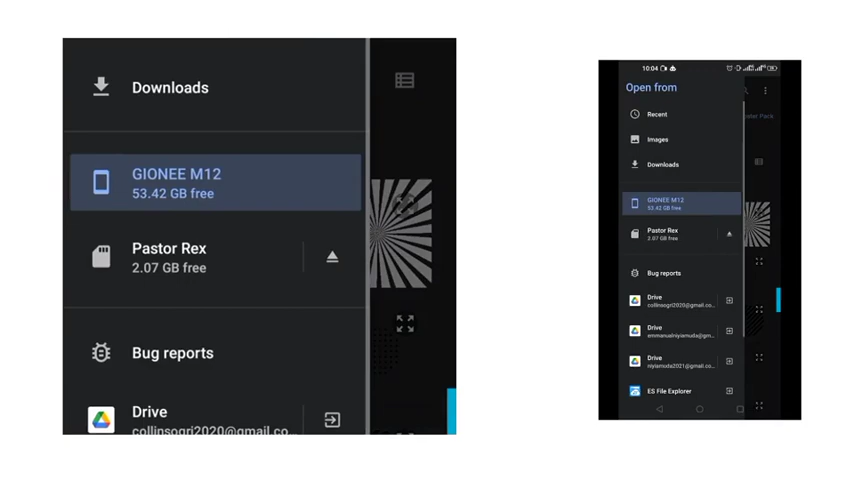 Downloads
GIONEE M12
53.42 GB free
Pastor Rex
2.07 GB free
Bug reports
Drive
collinsogri2020@gmail.co...
10:04
Open from
Recent
Images
Downloads
GIONEE M12
53.42 GB free
Pastor Rex
2.07 GB free
Bug reports
Drive
collinsogri2020@gmail.co...
Drive
Drive
ES File Explorer